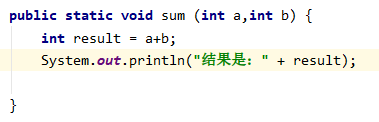 public static void sum (int a,int b) {
    int result = a+b;
    System.out.println("结果是：" + result);
}